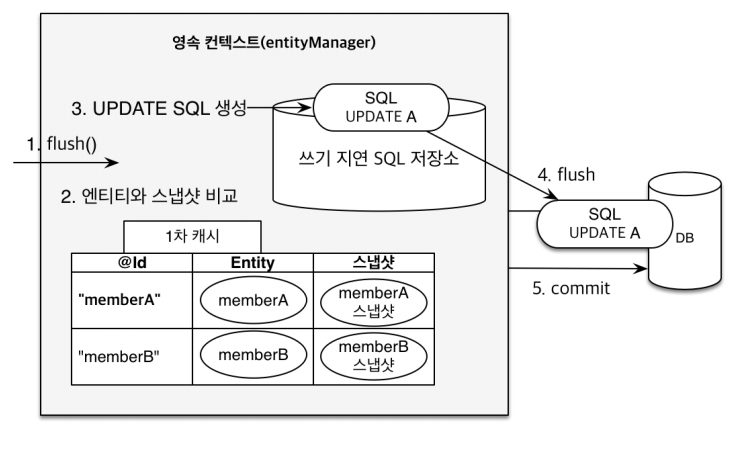 영속 컨텍스트(entityManager)
3. UPDATE SQL 생성
SQL
UPDATE A
1. flush()
쓰기 지연 SQL 저장소
4. flush
2. 엔티티와 스냅샷 비교
SQL
UPDATE A
DB
1차 캐시
@Id Entity 스냅샷
5. commit
"memberA" memberA memberA
스냅샷
"memberB" memberB memberB
스냅샷